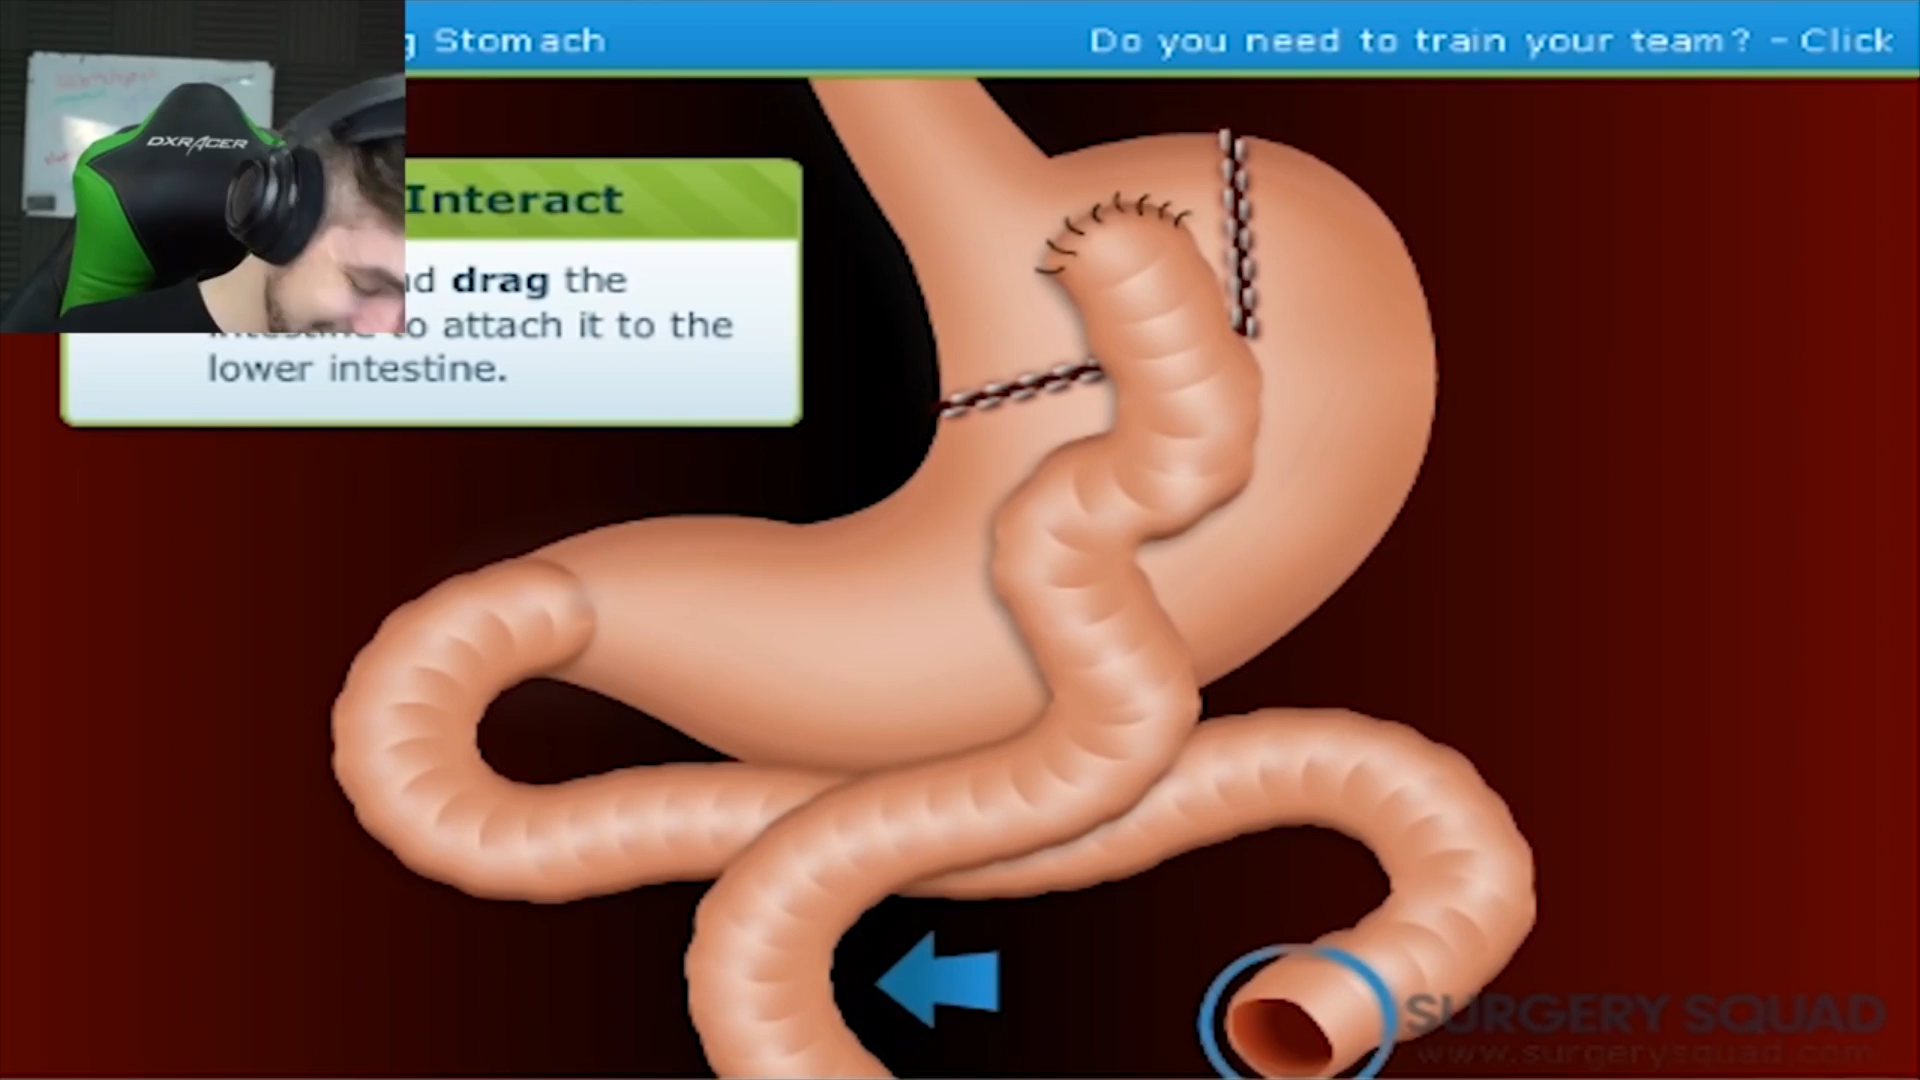 g Stomach
Do you need to train your team? - Click
DXRACER
Interact
d drag the
intestine to attach it to the
lower intestine.
SURGERY SQUAD
www.surgerysquad.com